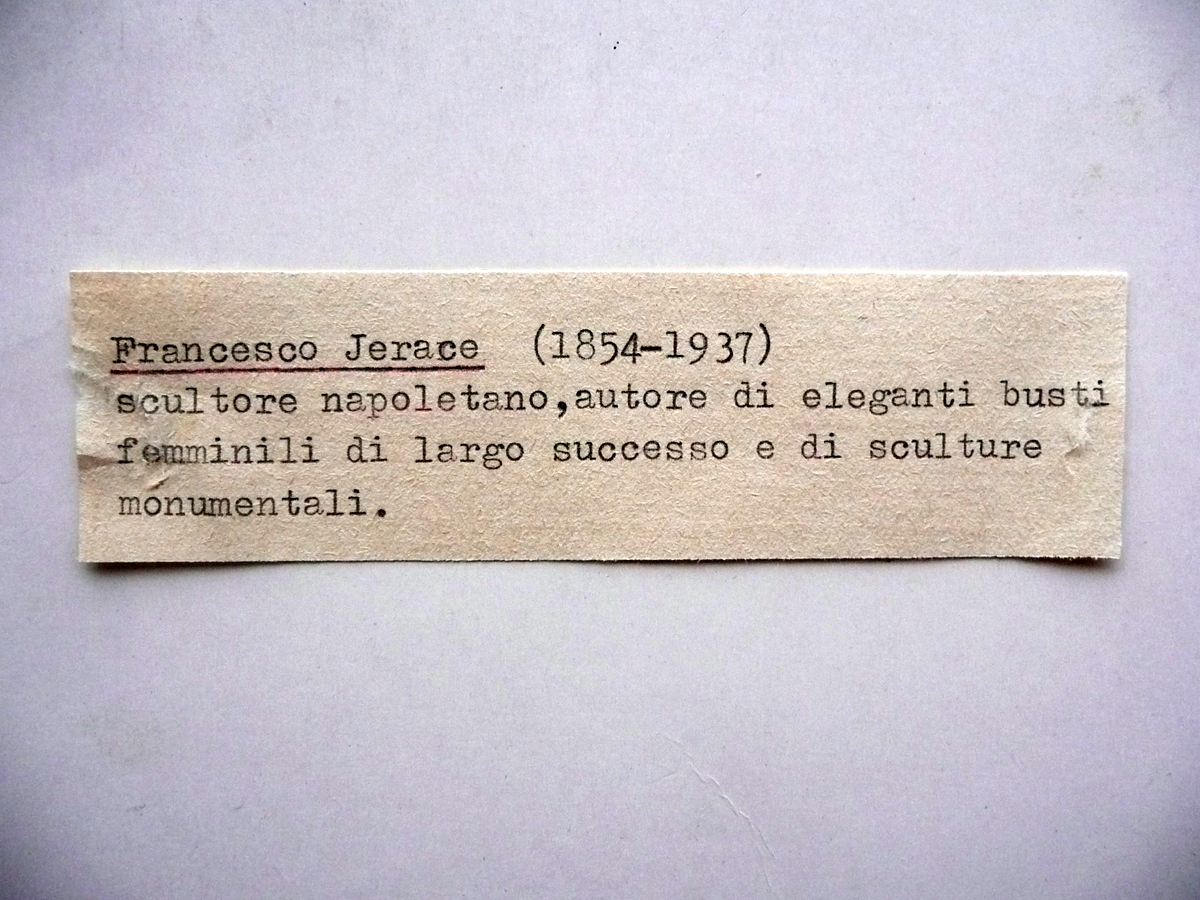 Francesco Jerace (1854-1937)
scultore napoletano,autore di eleganti busti
femminili di largo successo e di sculture
monumentali.